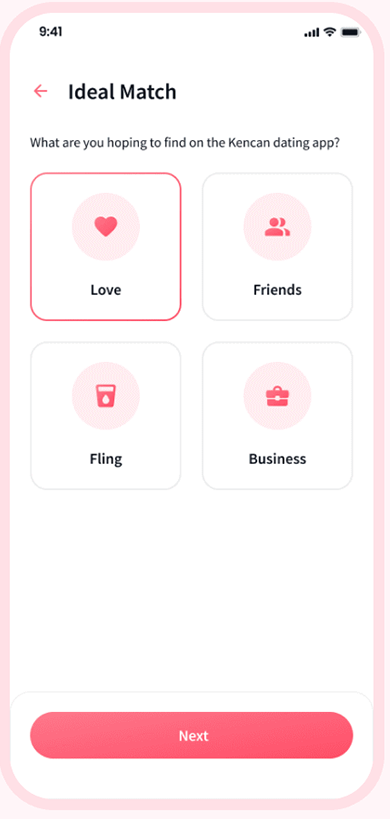 9:41
Ideal Match
What are you hoping to find on the Kencan dating app?
Love
Friends
Fling
Business
Next